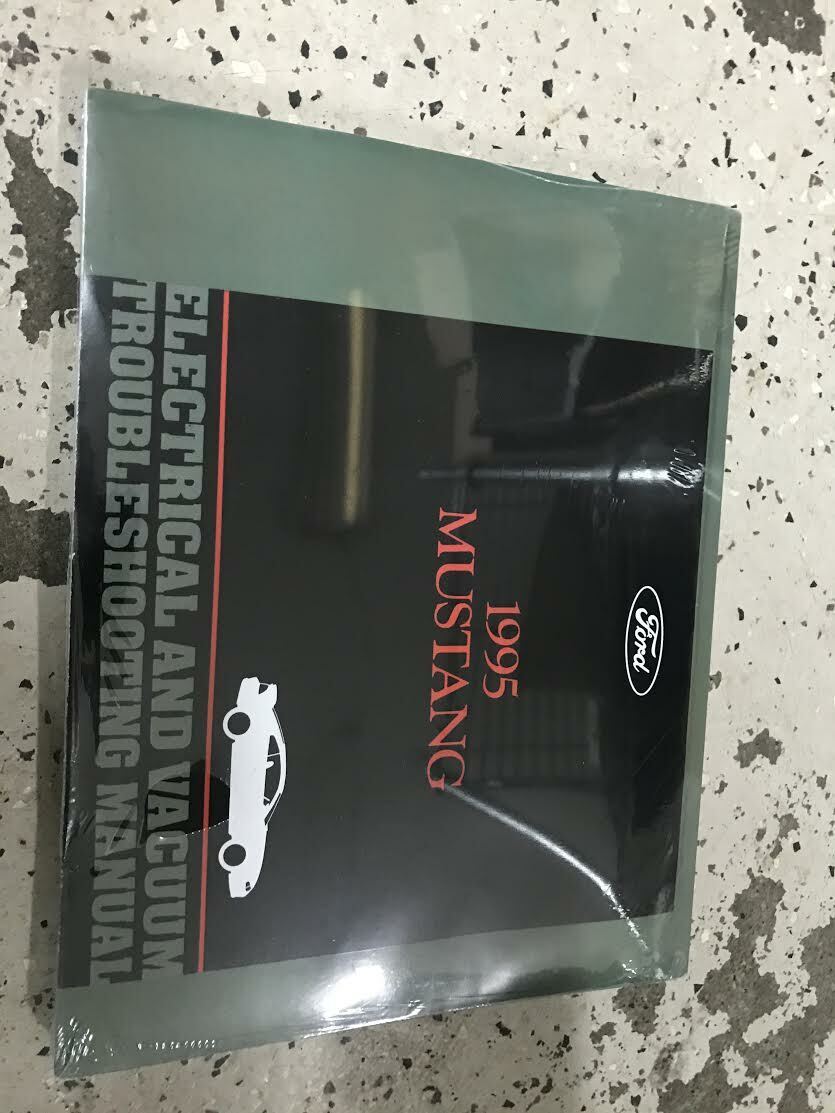 Ford
1995
MUSTANG
ELECTRICAL AND VACUUM
TROUBLESHOOTING MANUAL